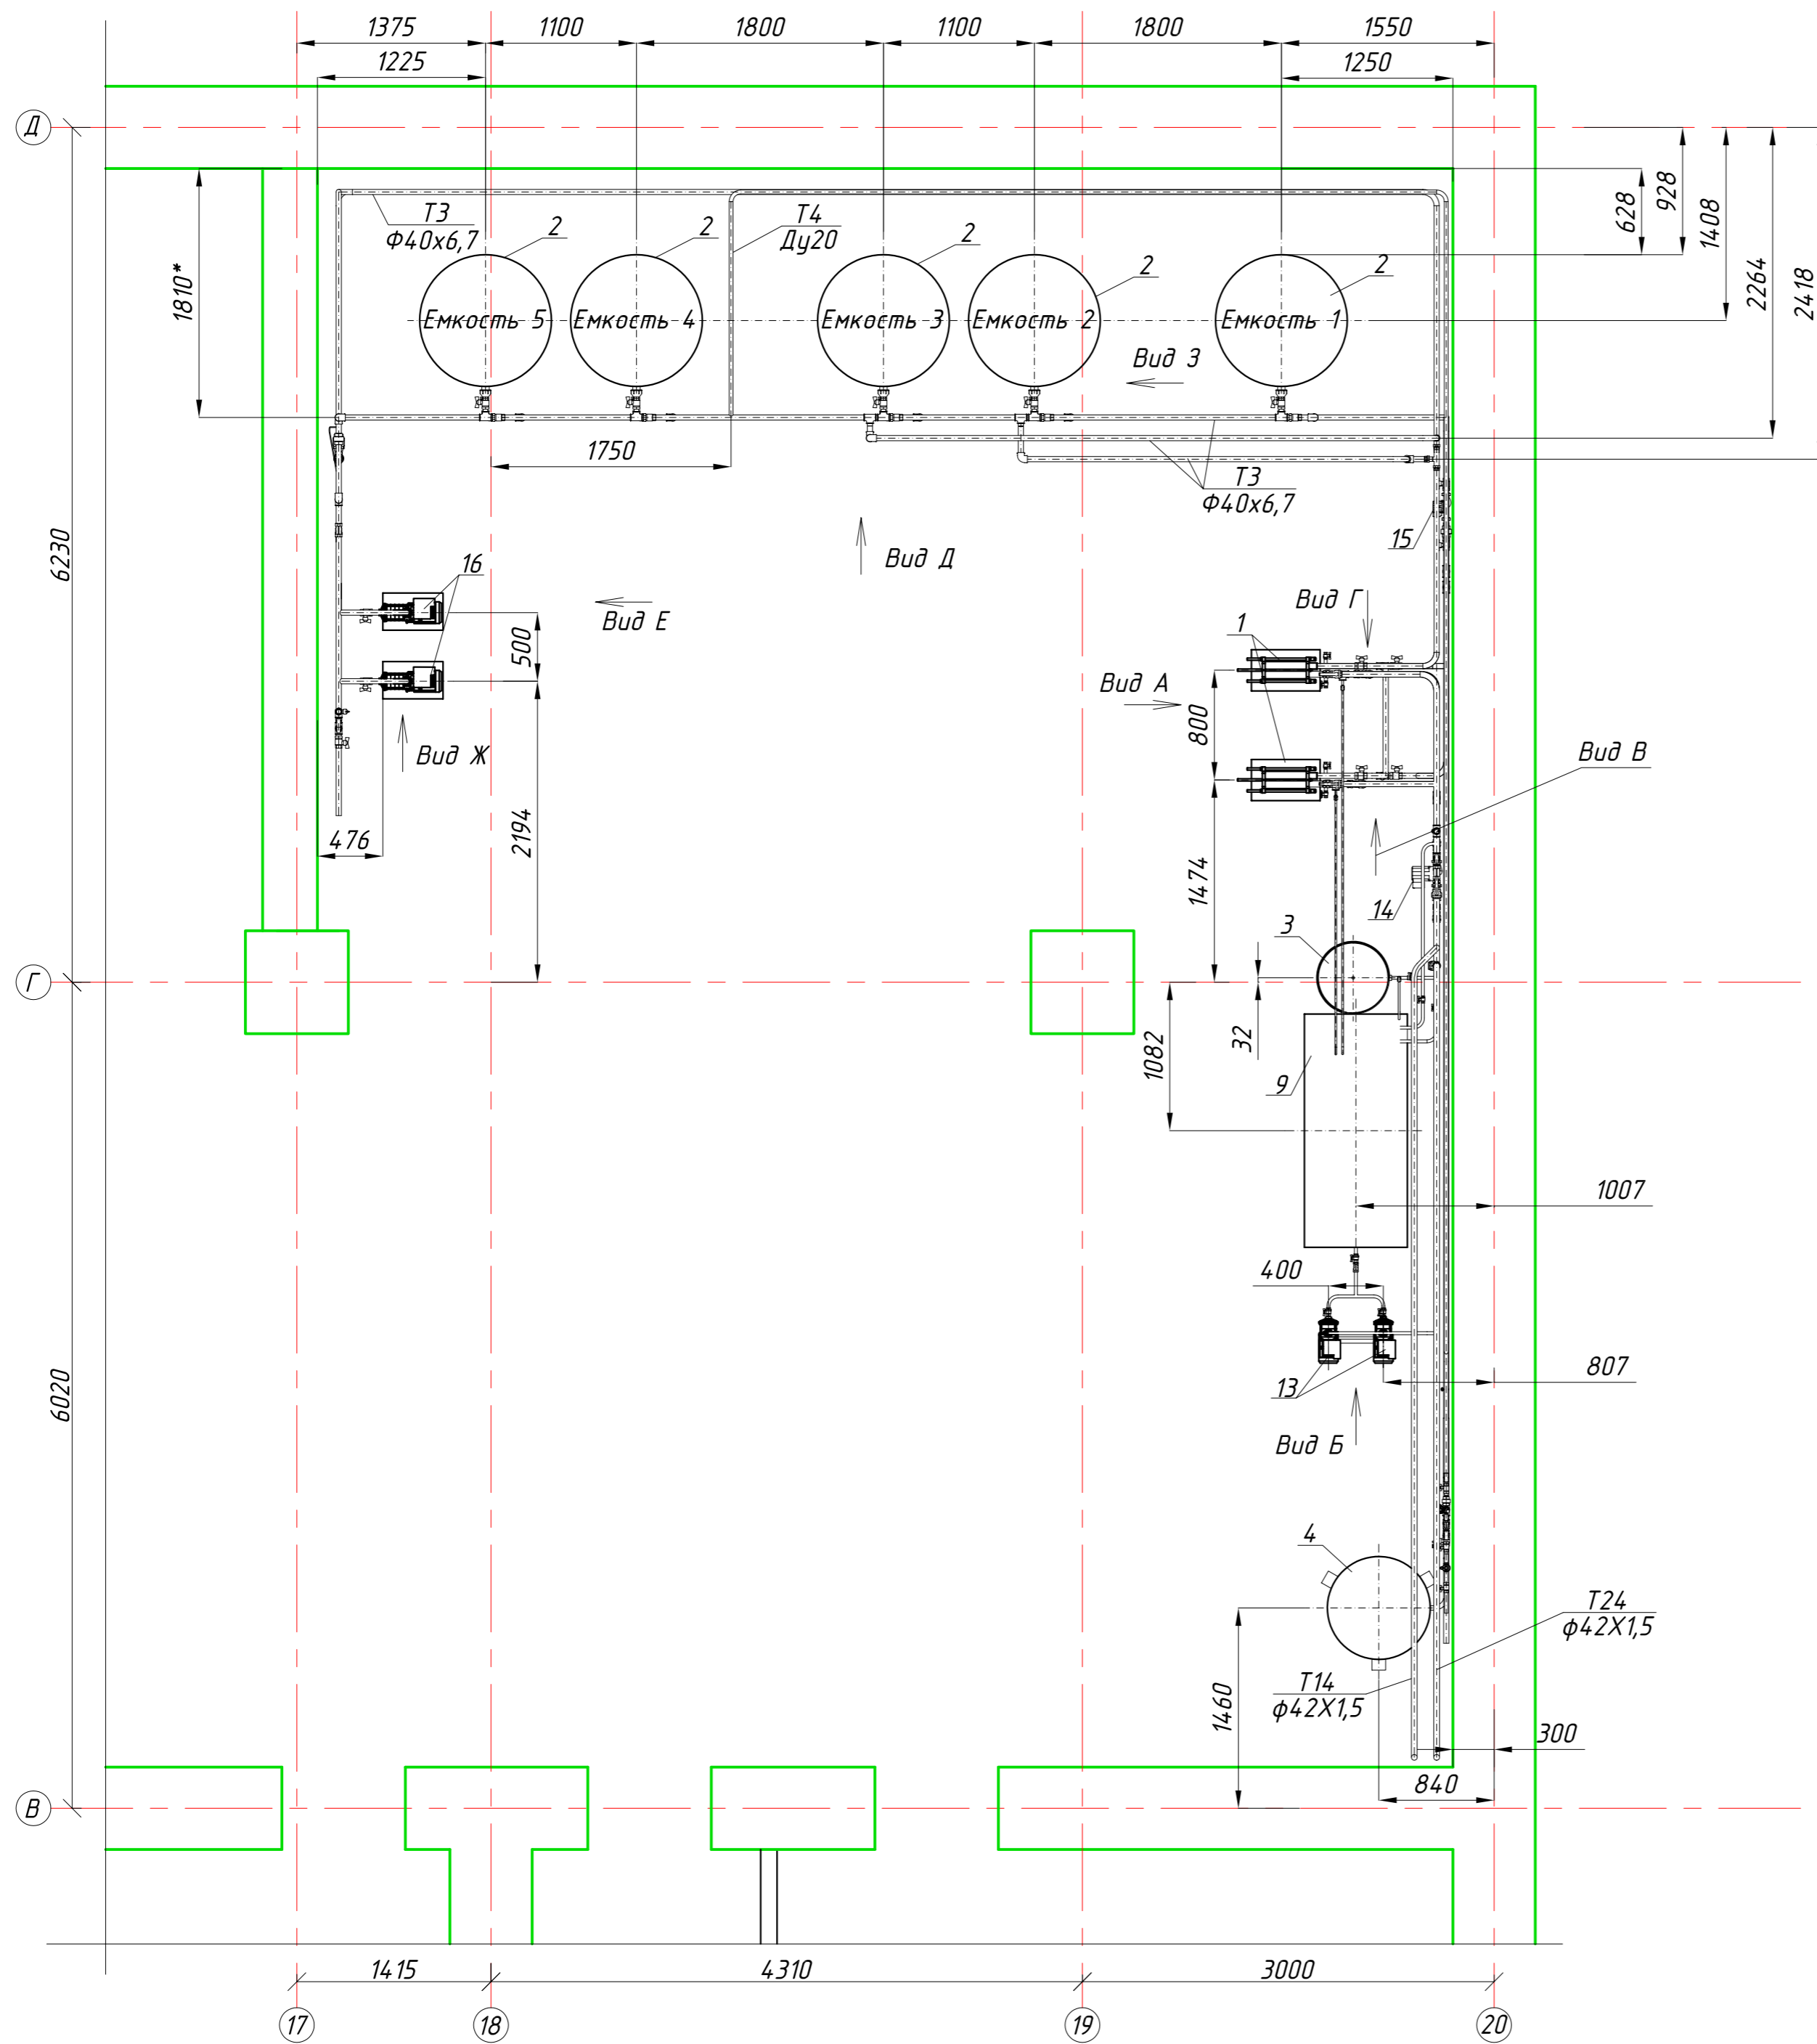 1375
1100
1800
1100
1800
1550
1225
1250
Д
628
928
1408
2264
2418
1810*
Т3
Ф40х6,7
2
2
Т4
Ду20
2
2
2
Емкость 5
Емкость 4
Емкость 3
Емкость 2
Емкость 1
Вид З
1750
Т3
Ф40х6,7
15
6230
Вид Д
16
Вид Е
500
Вид Г
1
Вид А
800
Вид Ж
Вид В
476
2194
1474
14
3
Г
32
1082
9
1007
400
6020
13
807
Вид Б
4
Т24
ф42Х1,5
Т14
ф42Х1,5
1460
300
840
В
1415
4310
3000
17
18
19
20